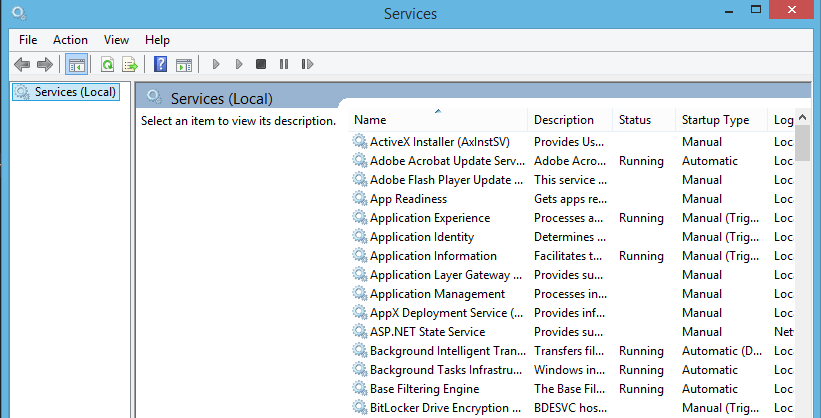 Services
File Action View Help
Services (Local)
Services (Local)
Select an item to view its description.
Name Description Status Startup Type Log
ActiveX Installer (AxInstSV) Provides Us... Manual Loc
Adobe Acrobat Update Serv... Adobe Acro... Running Automatic Loc
Adobe Flash Player Update ... This service ... Manual Loc
App Readiness Gets apps re... Manual Loc
Application Experience Processes a... Running Manual (Trig... Loc
Application Identity Determines ... Manual (Trig... Loc
Application Information Facilitates t... Running Manual (Trig... Loc
Application Layer Gateway ... Provides su... Manual Loc
Application Management Processes in... Manual Loc
AppX Deployment Service (... Provides inf... Manual Loc
ASP.NET State Service Provides su... Manual Net
Background Intelligent Tran... Transfers fil... Running Automatic (D... Loc
Background Tasks Infrastru... Windows in... Running Automatic Loc
Base Filtering Engine The Base Fil... Running Automatic Loc
BitLocker Drive Encryption ... BDESVC hos... Manual (Trig... Loc